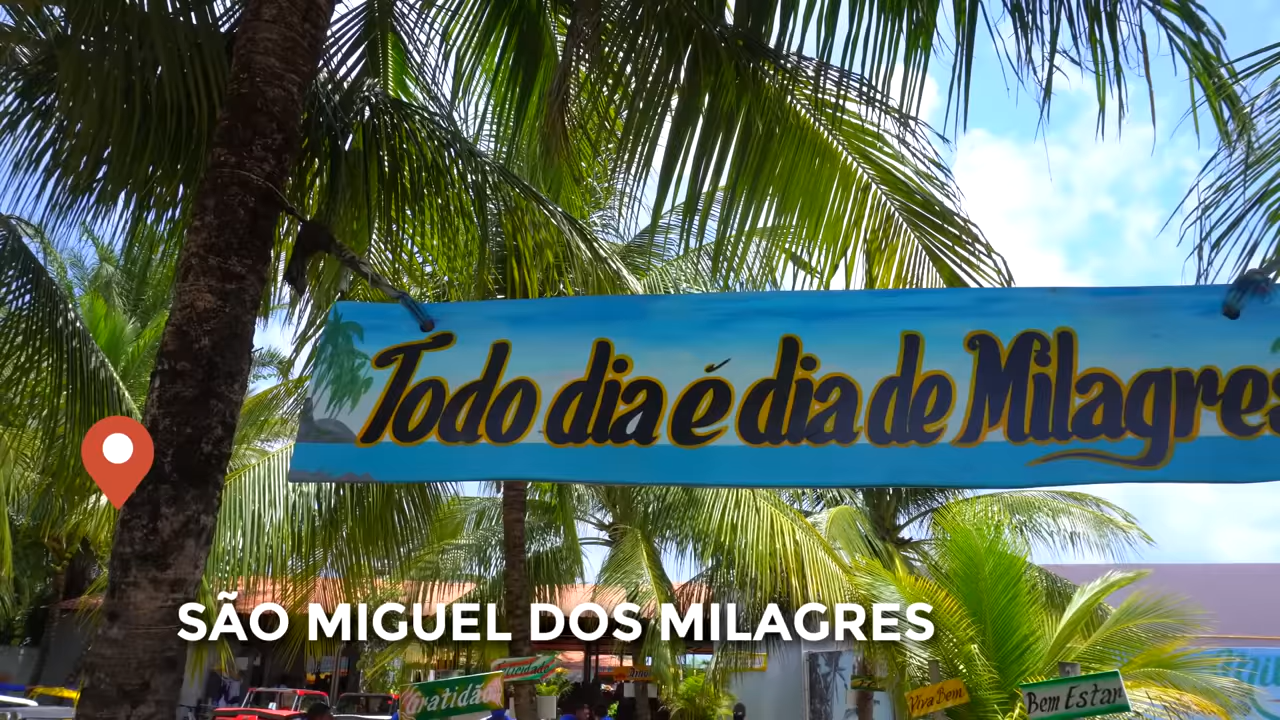 Todo dia é dia de Milagres
SÃO MIGUEL DOS MILAGRES
Gratidão
Viva Bem
Bem Estar